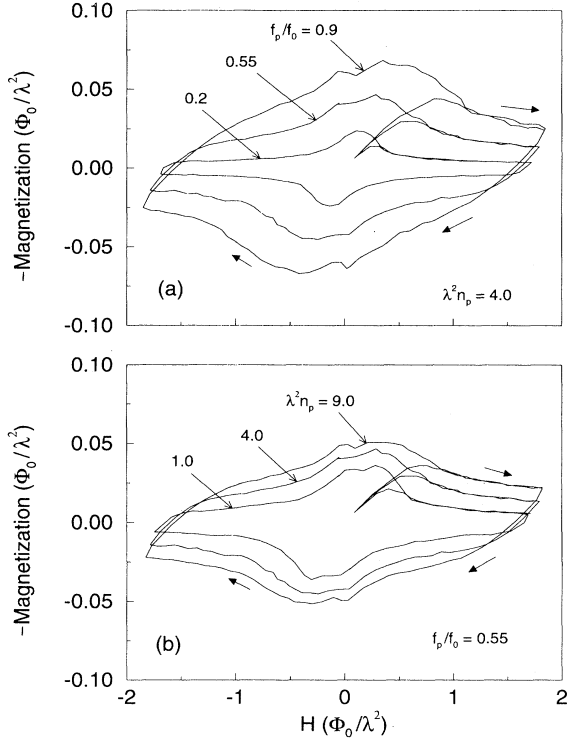 0.10
f_p/f_0 = 0.9
0.55
0.05
0.2
0.00
-0.05
(a)
λ²n_p = 4.0
-0.10
-Magnetization (Φ_0/λ²)
0.10
λ²n_p = 9.0
4.0
0.05
1.0
0.00
-0.05
(b)
f_p/f_0 = 0.55
-0.10
-Magnetization (Φ_0/λ²)
-2 -1 0 1 2
H (Φ_0/λ²)